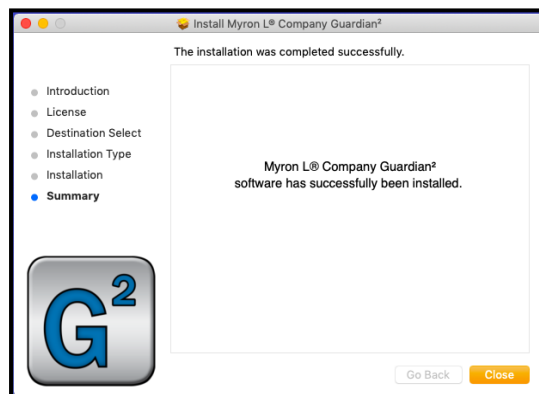 Install Myron L® Company Guardian²
The installation was completed successfully.
Introduction
License
Destination Select
Installation Type
Installation
Summary
Myron L® Company Guardian²
software has successfully been installed.
G²
Go Back
Close